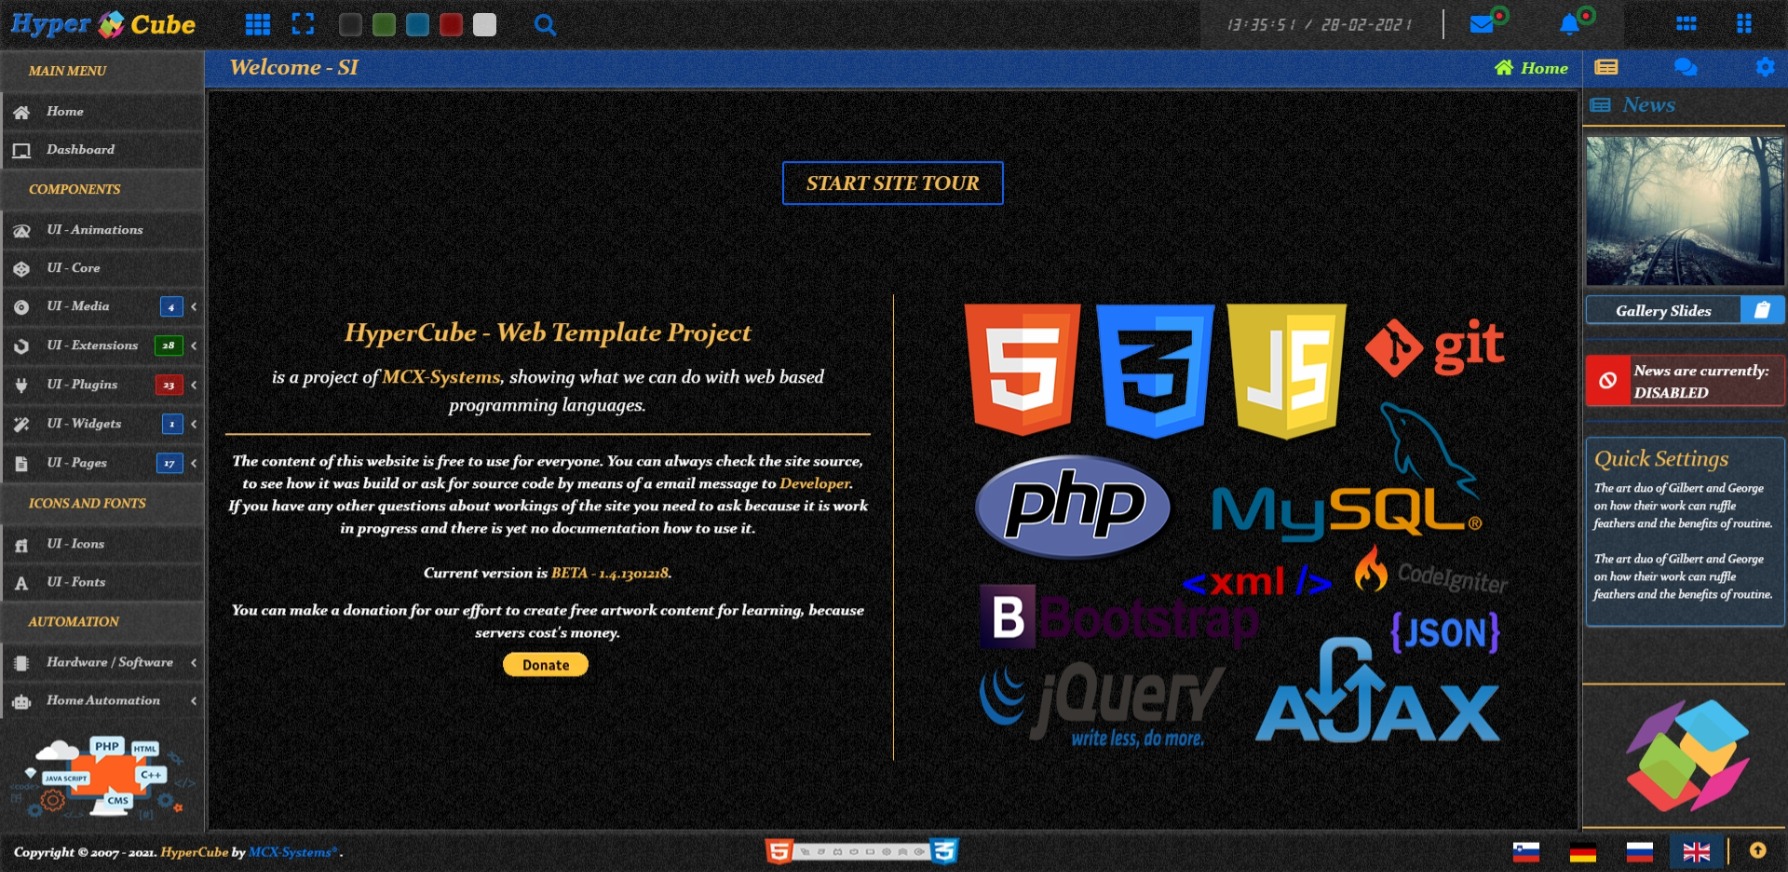 Hyper Cube
13:35:51 / 28-02-2021
MAIN MENU
Home
Dashboard
COMPONENTS
UI - Animations
UI - Core
UI - Media 4
UI - Extensions 28
UI - Plugins 23
UI - Widgets 1
UI - Pages 17
ICONS AND FONTS
UI - Icons
UI - Fonts
AUTOMATION
Hardware / Software
Home Automation
PHP
HTML
JAVA SCRIPT
C++
CMS
Welcome - SI
Home
START SITE TOUR
HyperCube - Web Template Project
is a project of MCX-Systems, showing what we can do with web based
programming languages.
The content of this website is free to use for everyone. You can always check the site source,
to see how it was build or ask for source code by means of a email message to Developer.
If you have any other questions about workings of the site you need to ask because it is work
in progress and there is yet no documentation how to use it.
Current version is BETA - 1.4.1301218.
You can make a donation for our effort to create free artwork content for learning, because
servers cost's money.
Donate
5
3
JS
git
php
MySQL®
<xml />
CodeIgniter
B Bootstrap
{JSON}
jQuery
write less, do more.
AJAX
News
Gallery Slides
News are currently:
DISABLED
Quick Settings
The art duo of Gilbert and George
on how their work can ruffle
feathers and the benefits of routine.
The art duo of Gilbert and George
on how their work can ruffle
feathers and the benefits of routine.
Copyright © 2007 - 2021. HyperCube by MCX-Systems® .
5
3